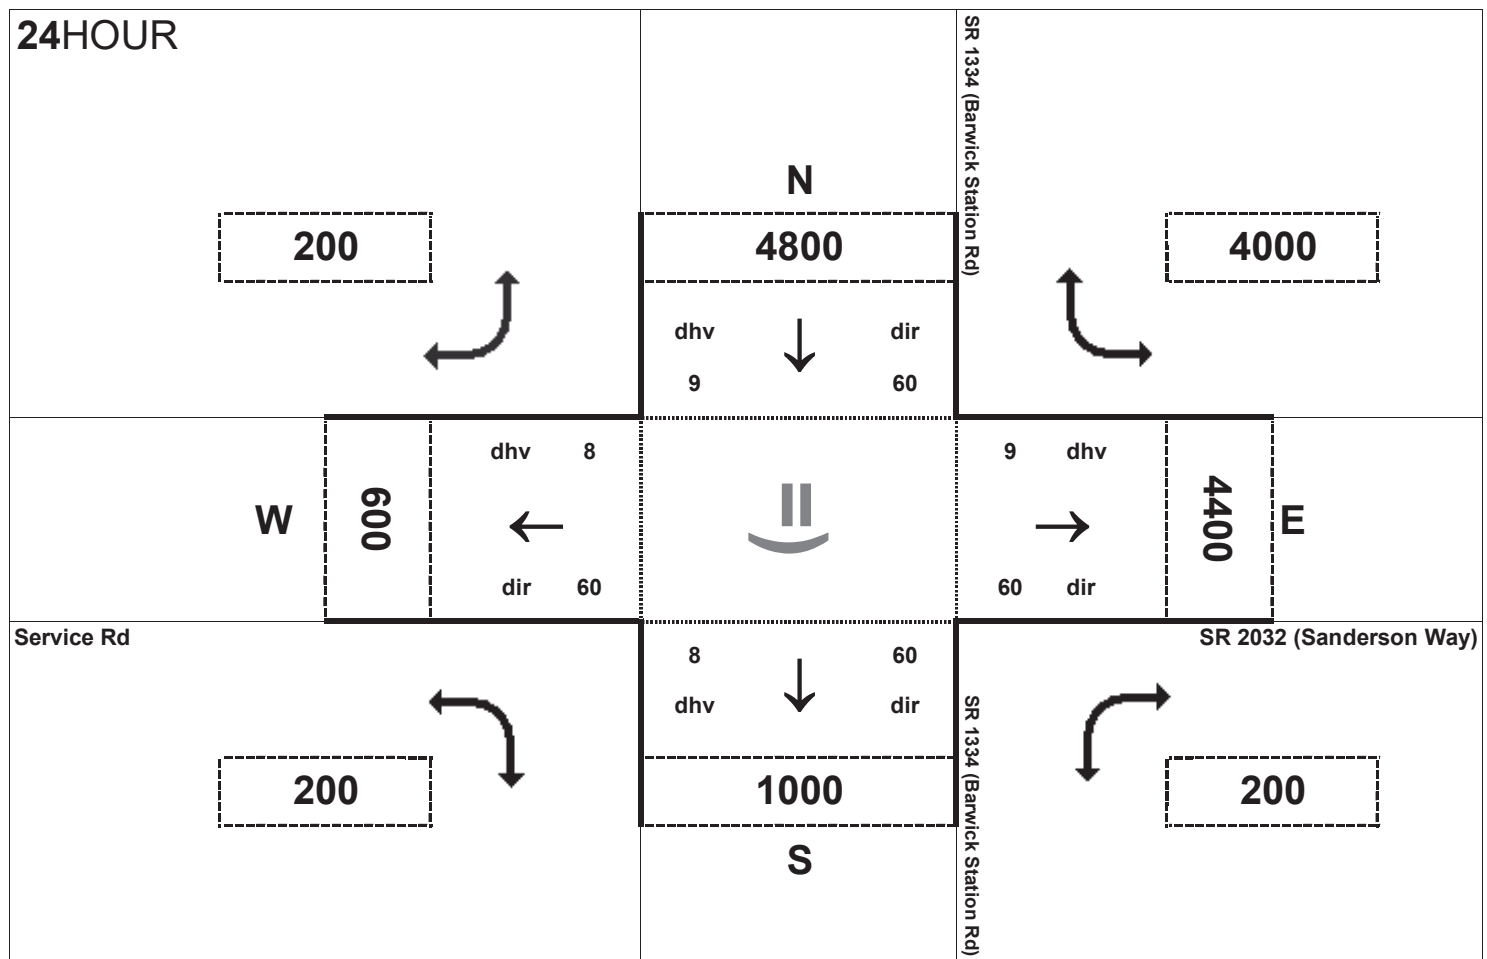 24HOUR
SR 1334 (Barwick Station Rd)
N
200
4800
4000
dhv
dir
9
60
dhv 8
9 dhv
W
600
4400
E
dir 60
60 dir
Service Rd
SR 2032 (Sanderson Way)
8
60
dhv
dir
SR 1334 (Barwick Station Rd)
200
1000
200
S